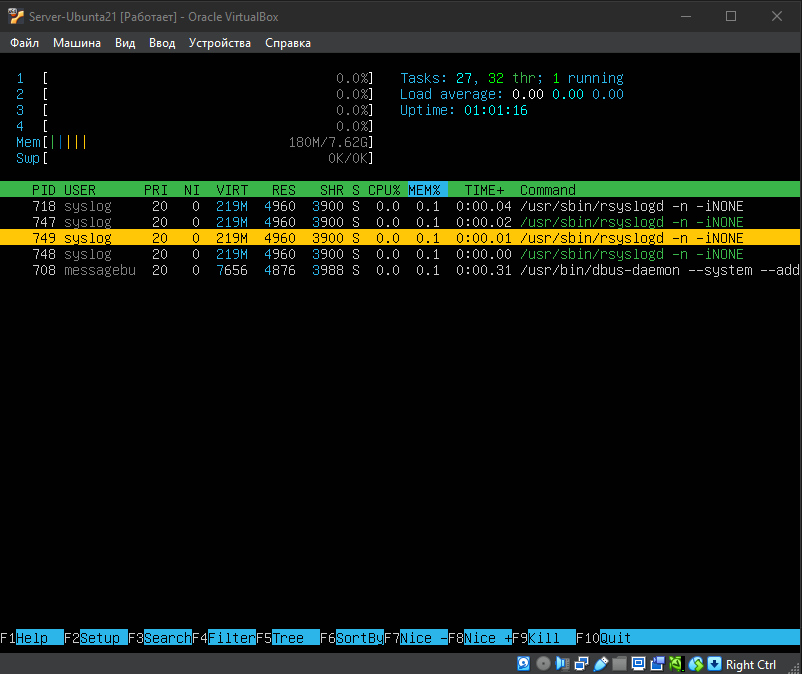 Server-Ubunta21 [Работает] - Oracle VirtualBox
Файл Машина Вид Ввод Устройства Справка
1 [ 0.0%] Tasks: 27, 32 thr; 1 running
2 [ 0.0%] Load average: 0.00 0.00 0.00
3 [ 0.0%] Uptime: 01:01:16
4 [ 0.0%]
Mem[||||| 180M/7.62G]
Swp[ 0K/0K]
PID USER PRI NI VIRT RES SHR S CPU% MEM% TIME+ Command
718 syslog 20 0 219M 4960 3900 S 0.0 0.1 0:00.04 /usr/sbin/rsyslogd -n -iNONE
747 syslog 20 0 219M 4960 3900 S 0.0 0.1 0:00.02 /usr/sbin/rsyslogd -n -iNONE
749 syslog 20 0 219M 4960 3900 S 0.0 0.1 0:00.01 /usr/sbin/rsyslogd -n -iNONE
748 syslog 20 0 219M 4960 3900 S 0.0 0.1 0:00.00 /usr/sbin/rsyslogd -n -iNONE
708 messagebu 20 0 7656 4876 3988 S 0.0 0.1 0:00.31 /usr/bin/dbus-daemon --system --add
F1Help F2Setup F3Search F4Filter F5Tree F6SortBy F7Nice -F8Nice +F9Kill F10Quit
Right Ctrl